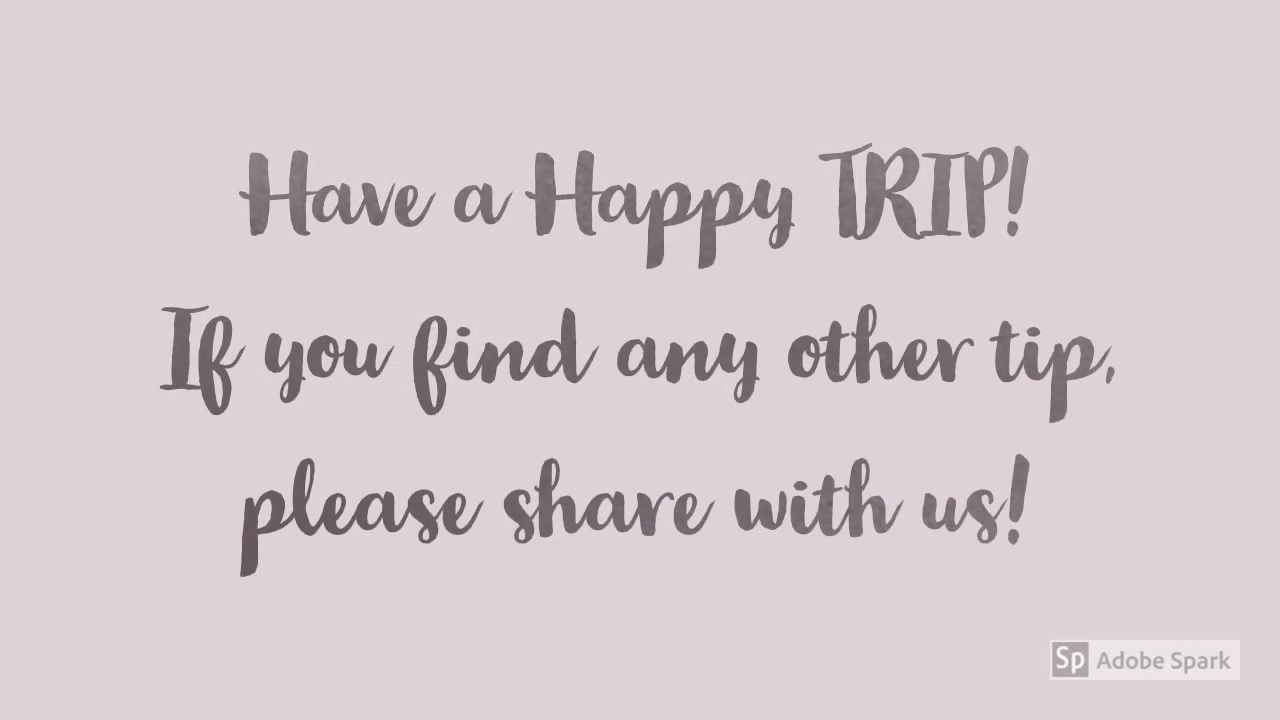 Have a Happy TRIP!
If you find any other tip,
please share with us!
Sp Adobe Spark